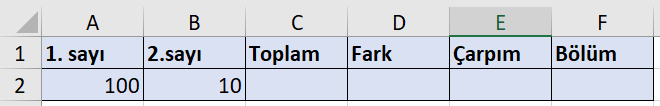 A B C D E F
1 1. sayı 2.sayı Toplam Fark Çarpım Bölüm
2 100 10